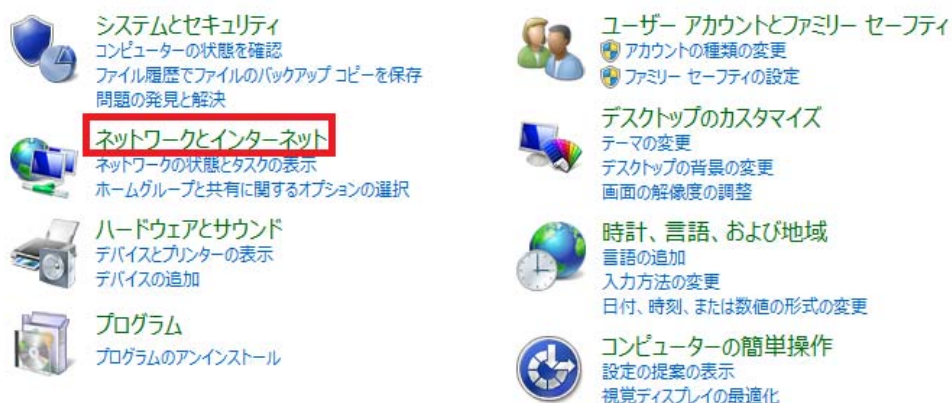 システムとセキュリティ
コンピューターの状態を確認
ファイル履歴でファイルのバックアップ コピーを保存
問題の発見と解決
ネットワークとインターネット
ネットワークの状態とタスクの表示
ホームグループと共有に関するオプションの選択
ハードウェアとサウンド
デバイスとプリンターの表示
デバイスの追加
プログラム
プログラムのアンインストール
ユーザー アカウントとファミリー セーフティ
アカウントの種類の変更
ファミリー セーフティの設定
デスクトップのカスタマイズ
テーマの変更
デスクトップの背景の変更
画面の解像度の調整
時計、言語、および地域
言語の追加
入力方法の変更
日付、時刻、または数値の形式の変更
コンピューターの簡単操作
設定の提案の表示
視覚ディスプレイの最適化